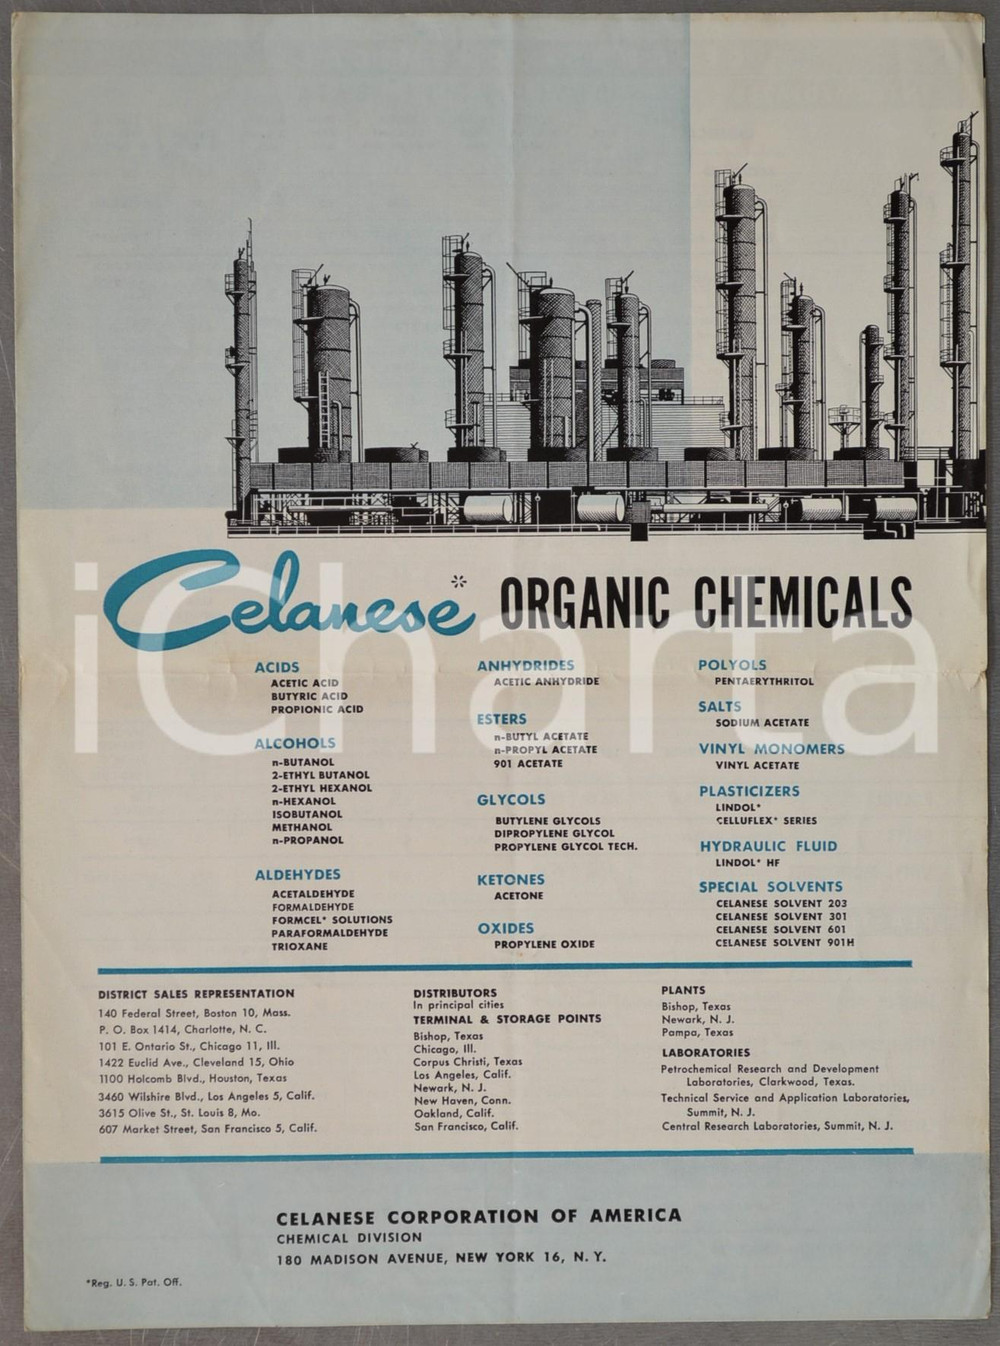 Celanese* ORGANIC CHEMICALS
ACIDS
ACETIC ACID
BUTYRIC ACID
PROPIONIC ACID
ALCOHOLS
n-BUTANOL
2-ETHYL BUTANOL
2-ETHYL HEXANOL
n-HEXANOL
ISOBUTANOL
METHANOL
n-PROPANOL
ALDEHYDES
ACETALDEHYDE
FORMALDEHYDE
FORMCEL* SOLUTIONS
PARAFORMALDEHYDE
TRIOXANE
ANHYDRIDES
ACETIC ANHYDRIDE
ESTERS
n-BUTYL ACETATE
n-PROPYL ACETATE
901 ACETATE
GLYCOLS
BUTYLENE GLYCOLS
DIPROPYLENE GLYCOL
PROPYLENE GLYCOL TECH.
KETONES
ACETONE
OXIDES
PROPYLENE OXIDE
POLYOLS
PENTAERYTHRITOL
SALTS
SODIUM ACETATE
VINYL MONOMERS
VINYL ACETATE
PLASTICIZERS
LINDOL*
CELLUFLEX* SERIES
HYDRAULIC FLUID
LINDOL* HF
SPECIAL SOLVENTS
CELANESE SOLVENT 203
CELANESE SOLVENT 301
CELANESE SOLVENT 601
CELANESE SOLVENT 901H
DISTRICT SALES REPRESENTATION
140 Federal Street, Boston 10, Mass.
P. O. Box 1414, Charlotte, N. C.
101 E. Ontario St., Chicago 11, Ill.
1422 Euclid Ave., Cleveland 15, Ohio
1100 Holcomb Blvd., Houston, Texas
3460 Wilshire Blvd., Los Angeles 5, Calif.
3615 Olive St., St. Louis 8, Mo.
607 Market Street, San Francisco 5, Calif.
DISTRIBUTORS
In principal cities
TERMINAL & STORAGE POINTS
Bishop, Texas
Chicago, Ill.
Corpus Christi, Texas
Los Angeles, Calif.
Newark, N. J.
New Haven, Conn.
Oakland, Calif.
San Francisco, Calif.
PLANTS
Bishop, Texas
Newark, N. J.
Pampa, Texas
LABORATORIES
Petrochemical Research and Development
Laboratories, Clarkwood, Texas.
Technical Service and Application Laboratories,
Summit, N. J.
Central Research Laboratories, Summit, N. J.
CELANESE CORPORATION OF AMERICA
CHEMICAL DIVISION
180 MADISON AVENUE, NEW YORK 16, N. Y.
*Reg. U. S. Pat. Off.
iCharta